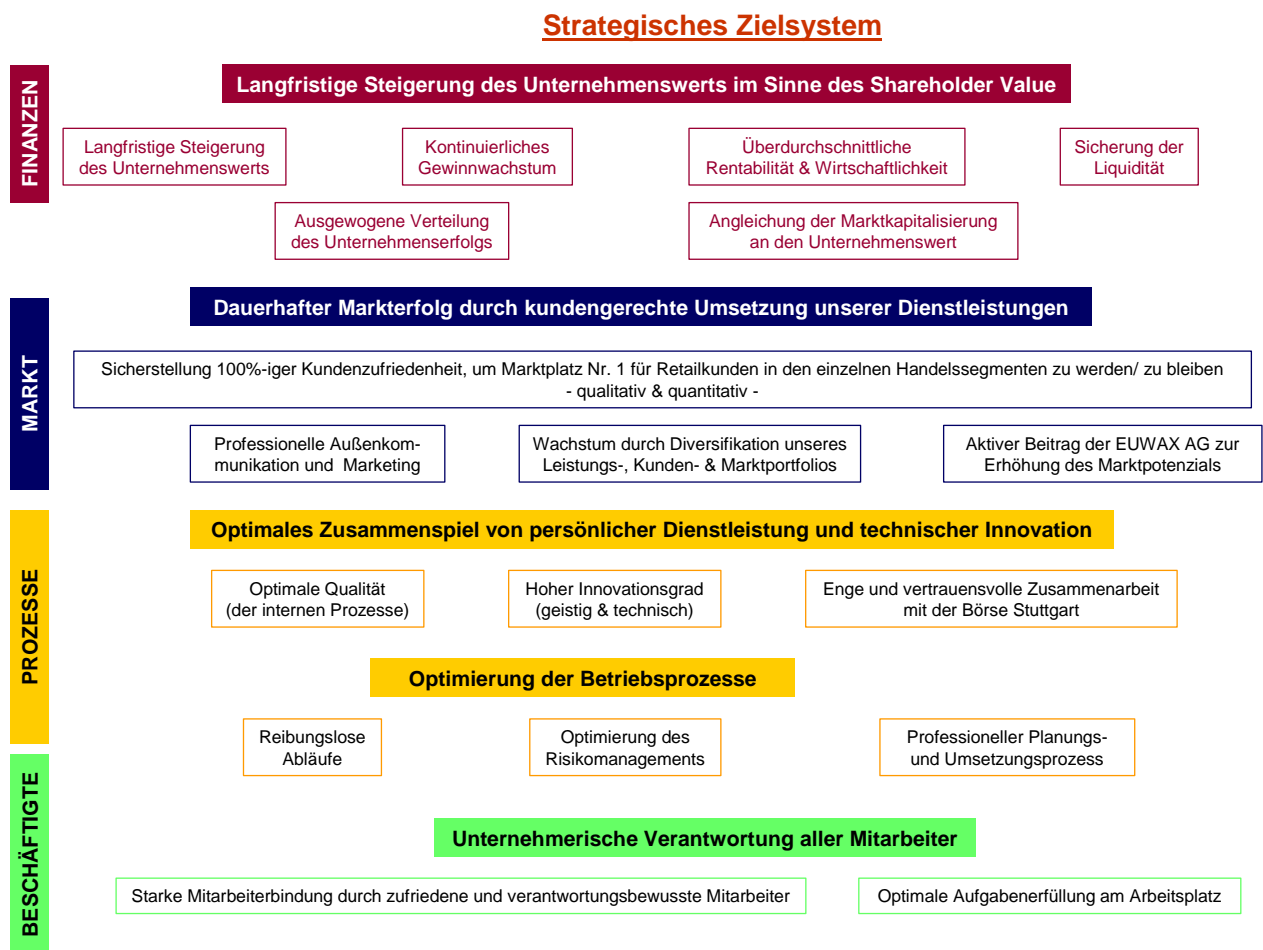 Strategisches Zielsystem
FINANZEN
Langfristige Steigerung des Unternehmenswerts im Sinne des Shareholder Value
Langfristige Steigerung
des Unternehmenswerts
Kontinuierliches
Gewinnwachstum
Überdurchschnittliche
Rentabilität & Wirtschaftlichkeit
Sicherung der
Liquidität
Ausgewogene Verteilung
des Unternehmenserfolgs
Angleichung der Marktkapitalisierung
an den Unternehmenswert
MARKT
Dauerhafter Markterfolg durch kundengerechte Umsetzung unserer Dienstleistungen
Sicherstellung 100%-iger Kundenzufriedenheit, um Marktplatz Nr. 1 für Retailkunden in den einzelnen Handelssegmenten zu werden/ zu bleiben
- qualitativ & quantitativ -
Professionelle Außenkom-
munikation und Marketing
Wachstum durch Diversifikation unseres
Leistungs-, Kunden- & Marktportfolios
Aktiver Beitrag der EUWAX AG zur
Erhöhung des Marktpotenzials
PROZESSE
Optimales Zusammenspiel von persönlicher Dienstleistung und technischer Innovation
Optimale Qualität
(der internen Prozesse)
Hoher Innovationsgrad
(geistig & technisch)
Enge und vertrauensvolle Zusammenarbeit
mit der Börse Stuttgart
Optimierung der Betriebsprozesse
Reibungslose
Abläufe
Optimierung des
Risikomanagements
Professioneller Planungs-
und Umsetzungsprozess
BESCHÄFTIGTE
Unternehmerische Verantwortung aller Mitarbeiter
Starke Mitarbeiterbindung durch zufriedene und verantwortungsbewusste Mitarbeiter
Optimale Aufgabenerfüllung am Arbeitsplatz